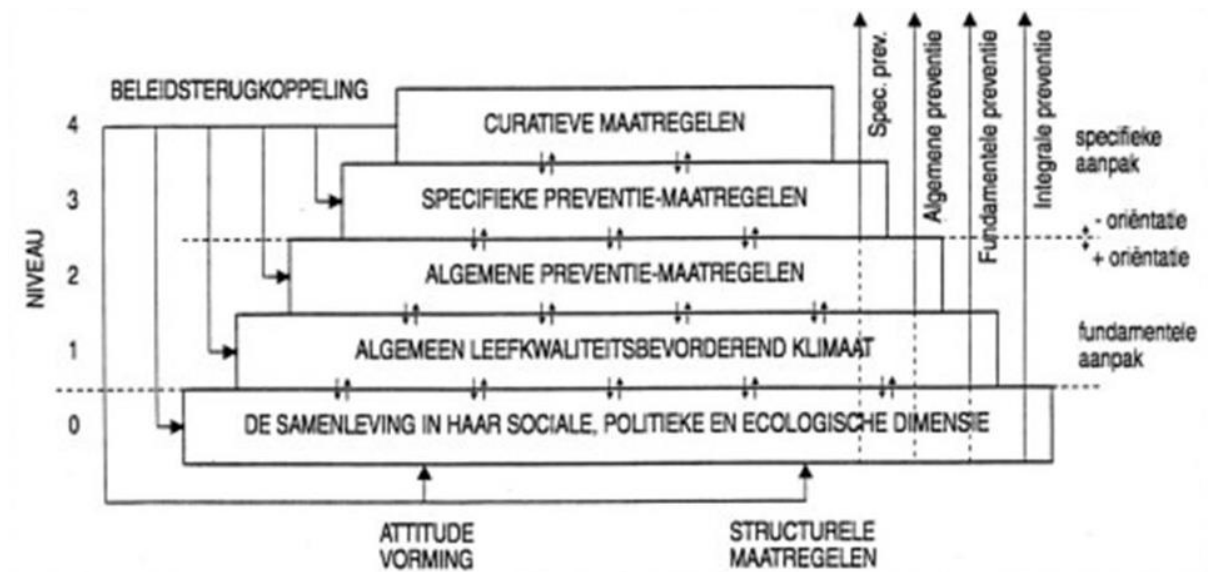 BELEIDSTERUGKOPPELING
NIVEAU
4
CURATIEVE MAATREGELEN
3
SPECIFIEKE PREVENTIE-MAATREGELEN
2
ALGEMENE PREVENTIE-MAATREGELEN
1
ALGEMEEN LEEFKWALITEITSBEVORDEREND KLIMAAT
0
DE SAMENLEVING IN HAAR SOCIALE, POLITIEKE EN ECOLOGISCHE DIMENSIE
Spec. prev.
Algemene preventie
Fundamentele preventie
Integrale preventie
specifieke
aanpak
- oriëntatie
+ oriëntatie
fundamentele
aanpak
ATTITUDE
VORMING
STRUCTURELE
MAATREGELEN